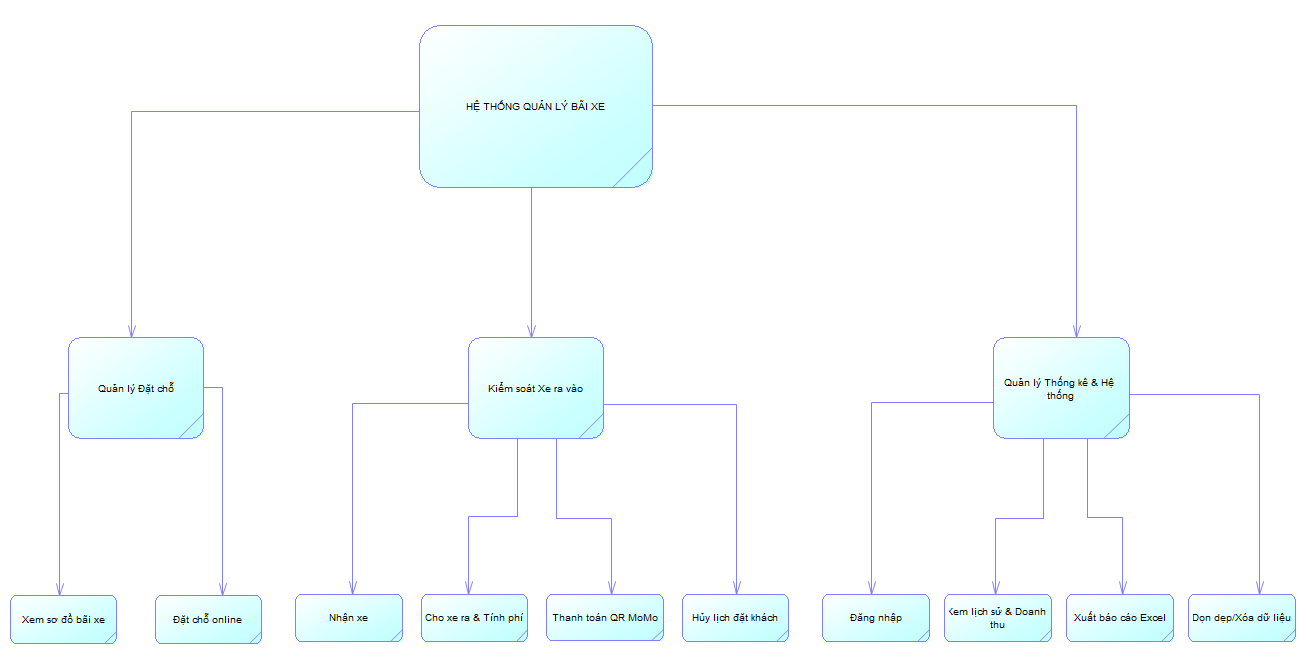 HỆ THỐNG QUẢN LÝ BÃI XE
Quản lý Đặt chỗ
Kiểm soát Xe ra vào
Quản lý Thống kê & Hệ
thống
Xem sơ đồ bãi xe
Đặt chỗ online
Nhận xe
Cho xe ra & Tính phí
Thanh toán QR MoMo
Hủy lịch đặt khách
Đăng nhập
Xem lịch sử & Doanh
thu
Xuất báo cáo Excel
Dọn dẹp/Xóa dữ liệu